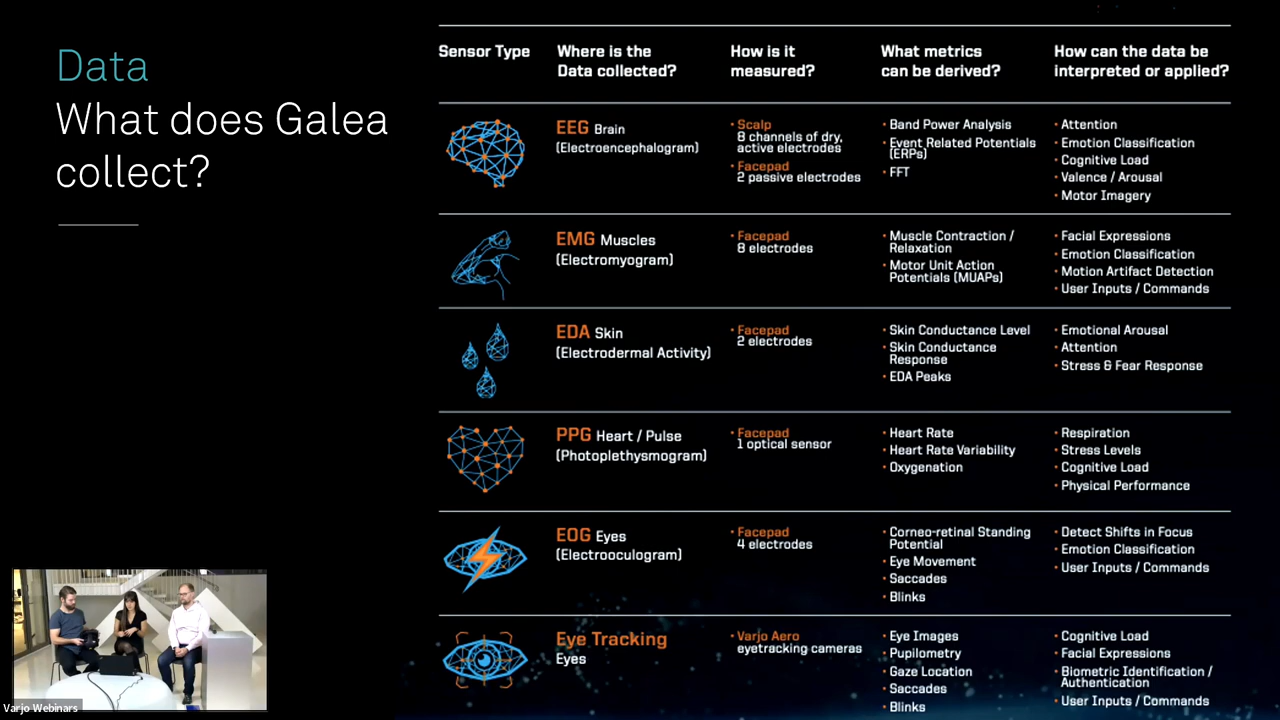 Data
What does Galea
collect?
Sensor Type
Where is the
Data collected?
How is it
measured?
What metrics
can be derived?
How can the data be
interpreted or applied?
EEG Brain
(Electroencephalogram)
• Scalp
8 channels of dry,
active electrodes
• Facepad
2 passive electrodes
• Band Power Analysis
• Event Related Potentials
(ERPs)
• FFT
• Attention
• Emotion Classification
• Cognitive Load
• Valence / Arousal
• Motor Imagery
EMG Muscles
(Electromyogram)
• Facepad
8 electrodes
• Muscle Contraction /
Relaxation
• Motor Unit Action
Potentials (MUAPs)
• Facial Expressions
• Emotion Classification
• Motion Artifact Detection
• User Inputs / Commands
EDA Skin
(Electrodermal Activity)
• Facepad
2 electrodes
• Skin Conductance Level
• Skin Conductance
Response
• EDA Peaks
• Emotional Arousal
• Attention
• Stress & Fear Response
PPG Heart / Pulse
(Photoplethysmogram)
• Facepad
1 optical sensor
• Heart Rate
• Heart Rate Variability
• Oxygenation
• Respiration
• Stress Levels
• Cognitive Load
• Physical Performance
EOG Eyes
(Electrooculogram)
• Facepad
4 electrodes
• Corneo-retinal Standing
Potential
• Eye Movement
• Saccades
• Blinks
• Detect Shifts in Focus
• Emotion Classification
• User Inputs / Commands
Eye Tracking
Eyes
• Varjo Aero
eyetracking cameras
• Eye Images
• Pupilometry
• Gaze Location
• Saccades
• Blinks
• Cognitive Load
• Facial Expressions
• Biometric Identification /
Authentication
• User Inputs / Commands
Varjo Webinars